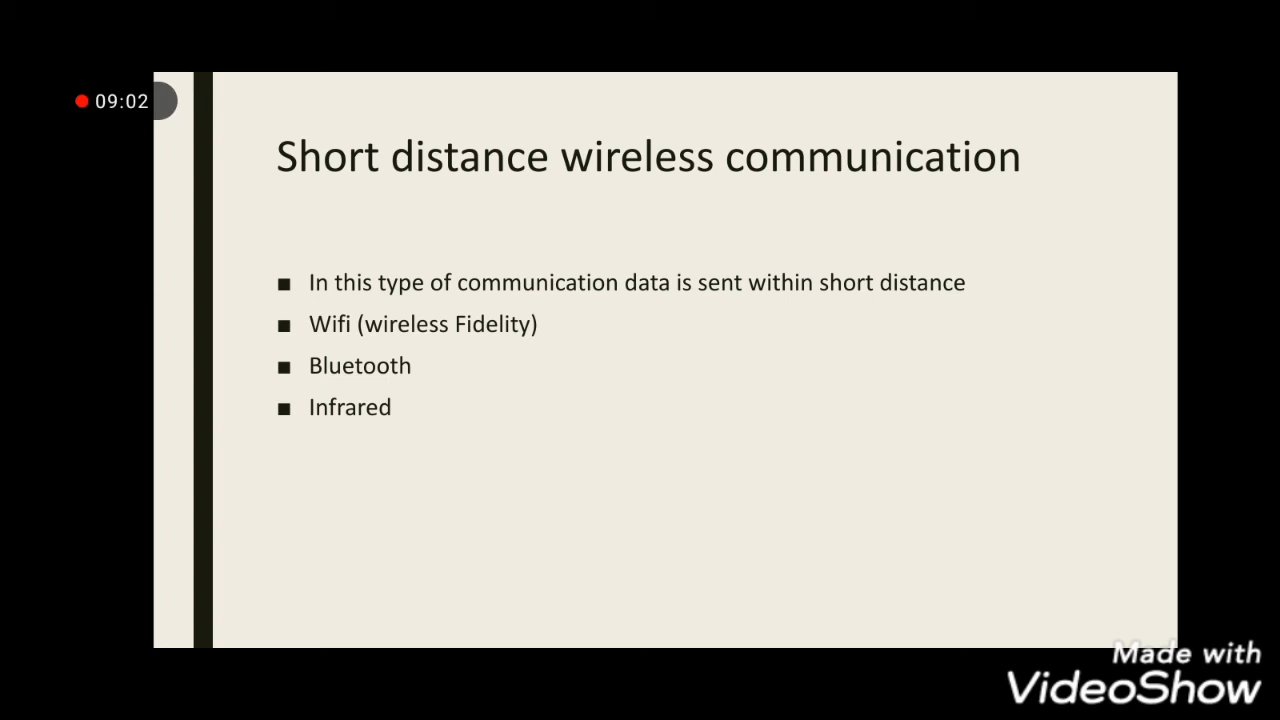 09:02
Short distance wireless communication
■ In this type of communication data is sent within short distance
■ Wifi (wireless Fidelity)
■ Bluetooth
■ Infrared
Made with
VideoShow